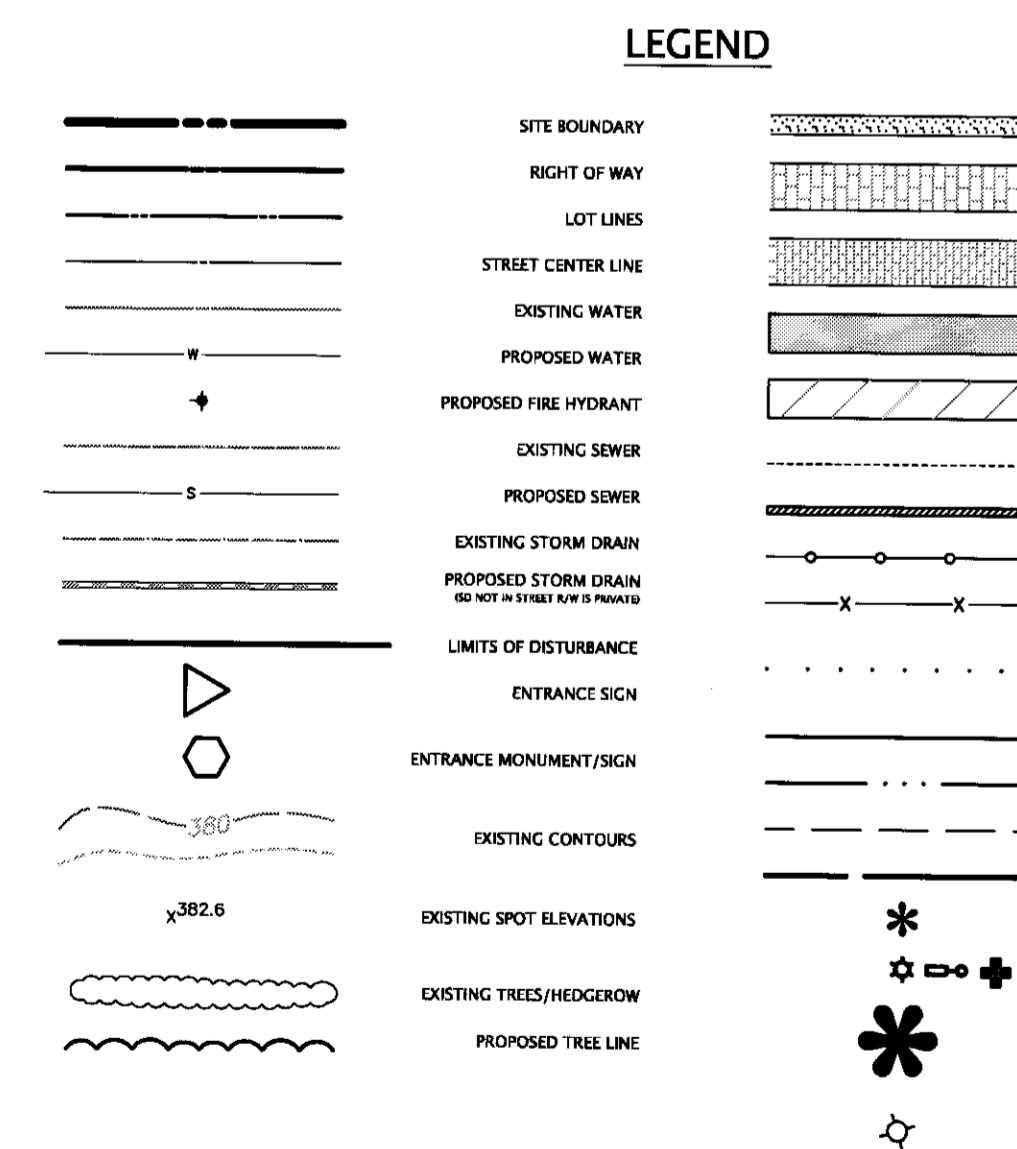 LEGEND
SITE BOUNDARY
RIGHT OF WAY
LOT LINES
STREET CENTER LINE
EXISTING WATER
W
PROPOSED WATER
PROPOSED FIRE HYDRANT
EXISTING SEWER
S
PROPOSED SEWER
EXISTING STORM DRAIN
PROPOSED STORM DRAIN
(SD NOT IN STREET R/W IS PRIVATE)
X X
LIMITS OF DISTURBANCE
ENTRANCE SIGN
ENTRANCE MONUMENT/SIGN
380
EXISTING CONTOURS
X382.6
EXISTING SPOT ELEVATIONS
EXISTING TREES/HEDGEROW
PROPOSED TREE LINE